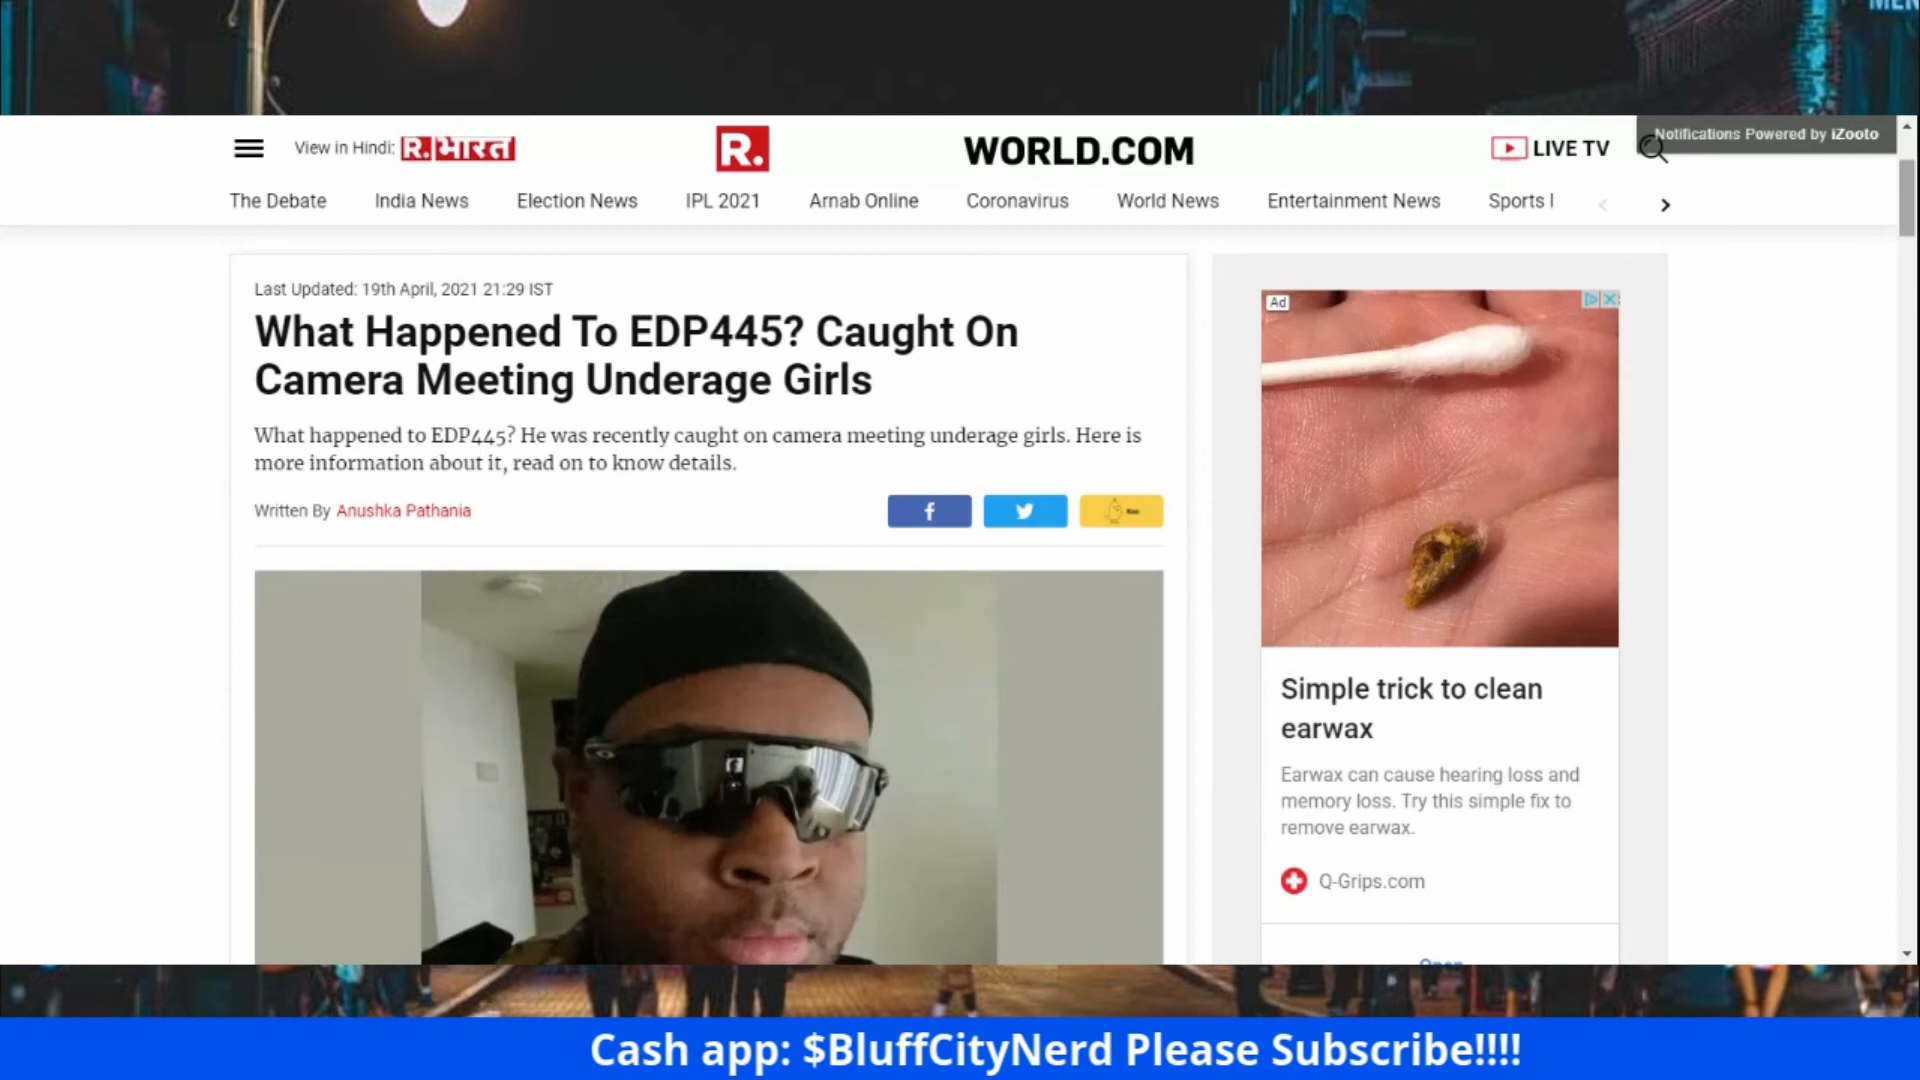 MEN
Notifications Powered by iZooto
View in Hindi: R.भारत
R.
WORLD.COM
LIVE TV
The Debate
India News
Election News
IPL 2021
Arnab Online
Coronavirus
World News
Entertainment News
Sports
Last Updated: 19th April, 2021 21:29 IST
What Happened To EDP445? Caught On
Camera Meeting Underage Girls
What happened to EDP445? He was recently caught on camera meeting underage girls. Here is
more information about it, read on to know details.
Written By Anushka Pathania
Koo
Ad
Simple trick to clean
earwax
Earwax can cause hearing loss and
memory loss. Try this simple fix to
remove earwax.
Q-Grips.com
Open
Cash app: $BluffCityNerd Please Subscribe!!!!